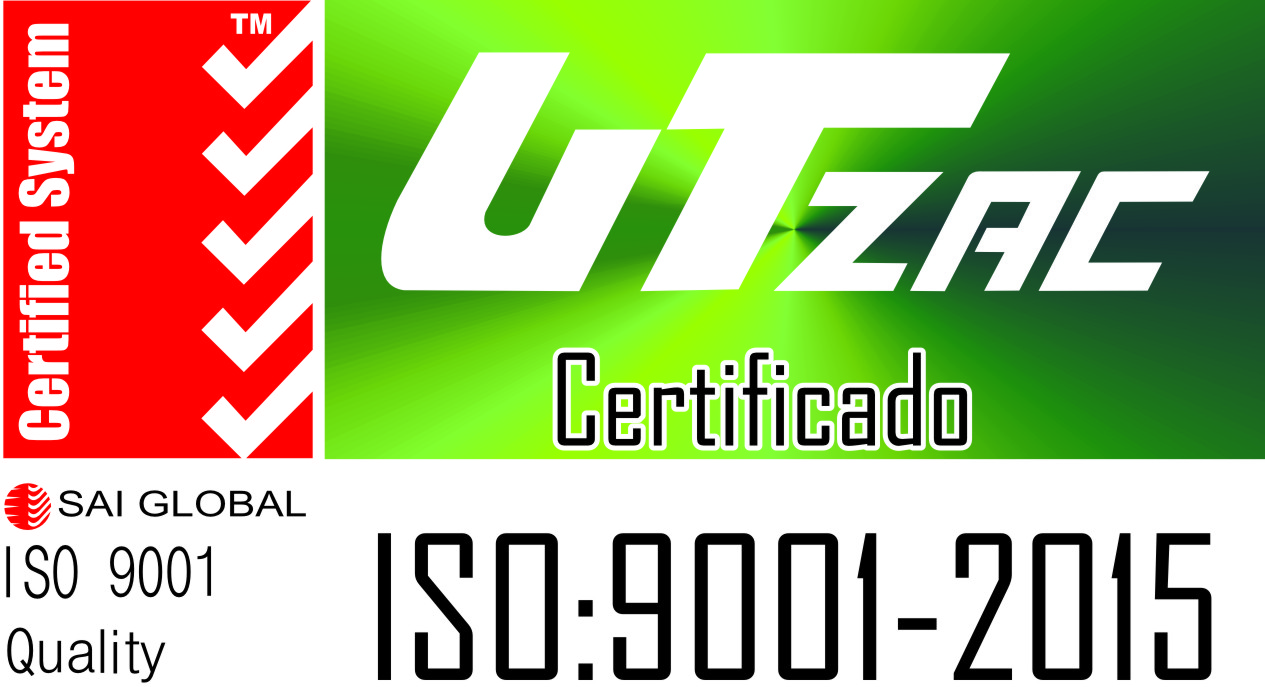 Certified System
TM
SAI GLOBAL
ISO 9001
Quality
UTZAC
Certificado
ISO:9001-2015